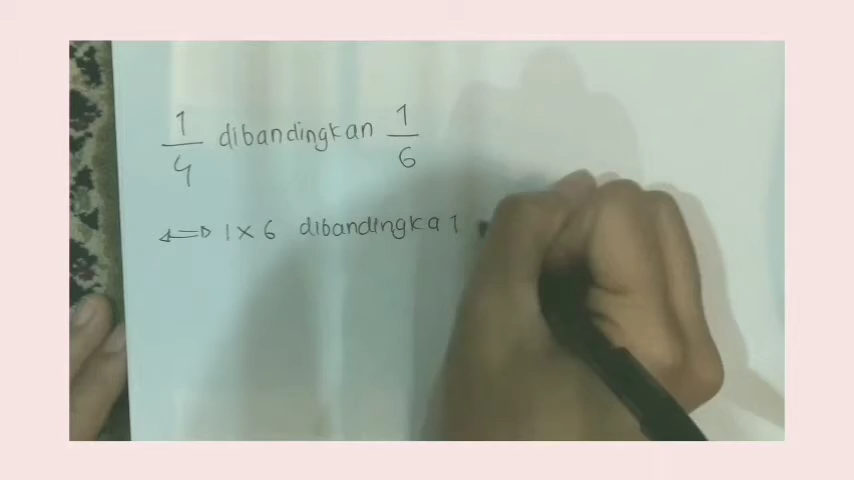 1/4 dibandingkan 1/6
⇔ 1 × 6 dibandingka 1